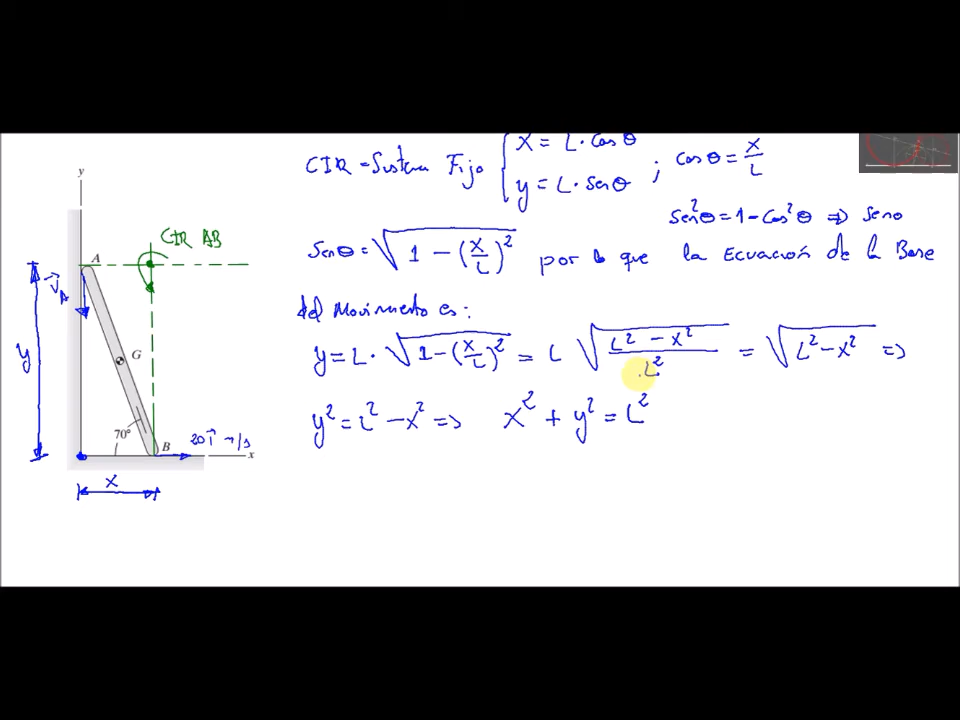 x = L · cos θ
CIR = Sistema Fijo ; cos θ = x/L
y = L · sen θ
sen²θ = 1 - cos²θ ⇒ seno
sen θ = √(1 - (x/L)²) por lo que la Ecuación de la Base
del Movimiento es:
y = L · √(1 - (x/L)²) = L √((L² - x²)/L²) = √(L² - x²) ⇒
y² = L² - x² ⇒ x² + y² = L²
y
CIR AB
A
V⃗A
y
G
70°
B
20 i⃗
x
x